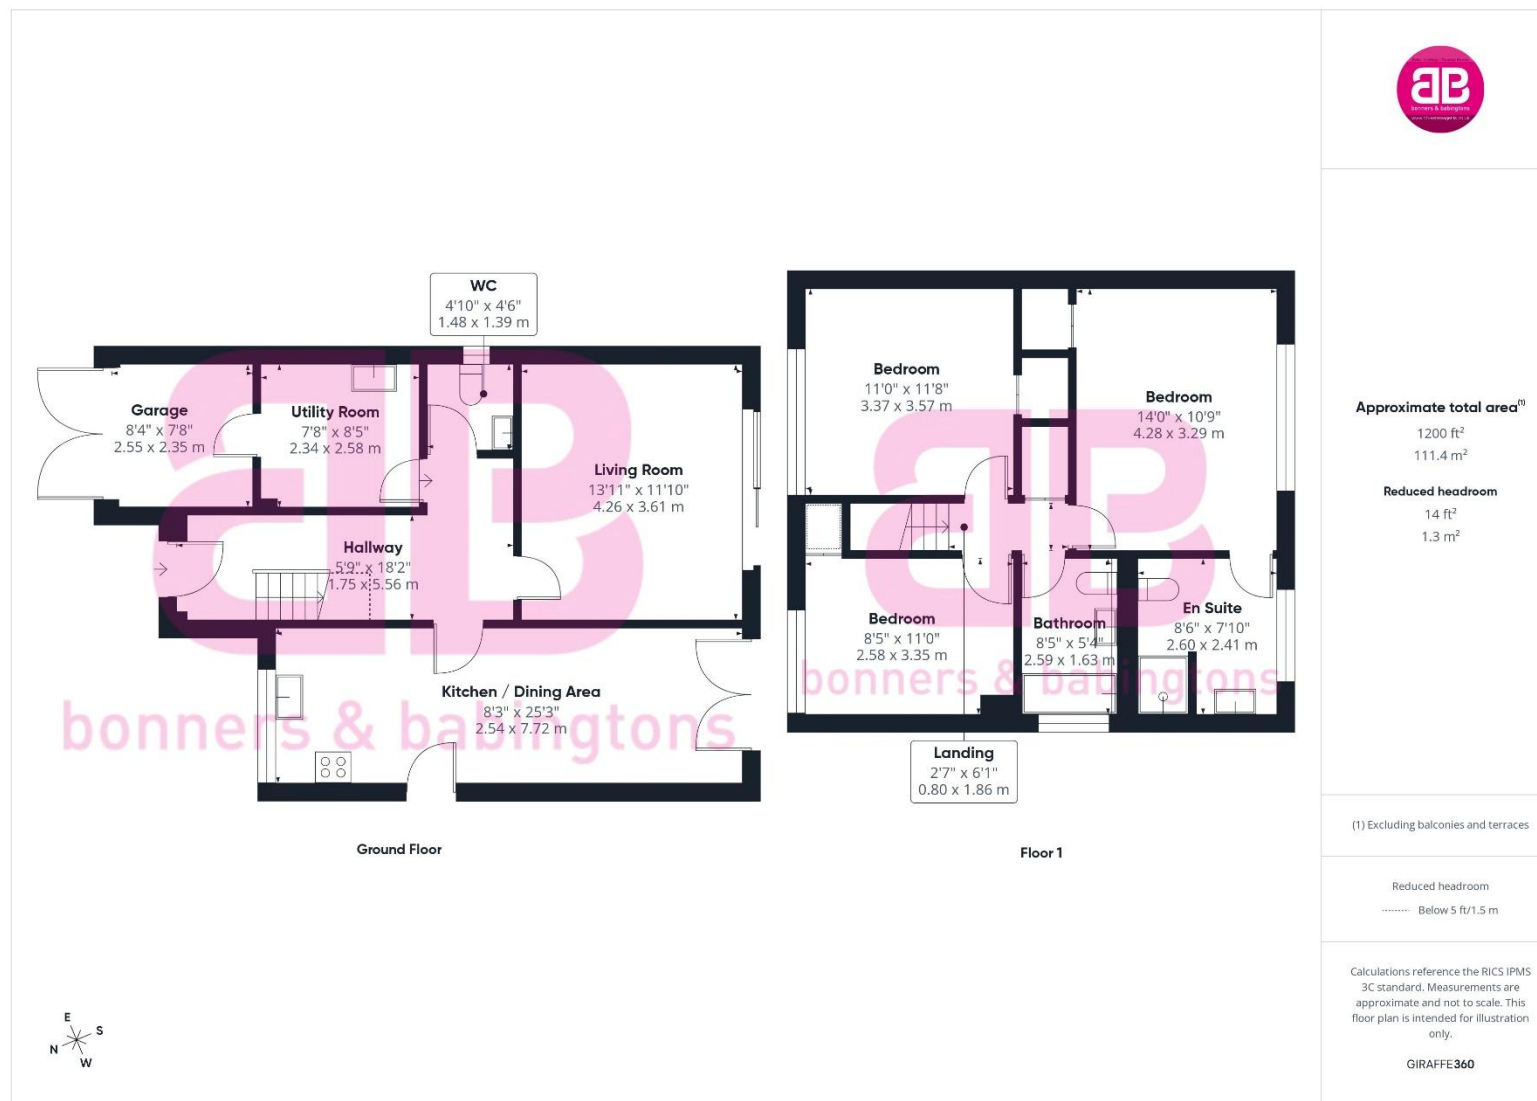 WC
4'10" x 4'6"
1.48 x 1.39 m
Garage
8'4" x 7'8"
2.55 x 2.35 m
Utility Room
7'8" x 8'5"
2.34 x 2.58 m
Living Room
13'11" x 11'10"
4.26 x 3.61 m
Hallway
5'9" x 18'2"
1.75 x 5.56 m
Kitchen / Dining Area
8'3" x 25'3"
2.54 x 7.72 m
bonners & babingtons
Ground Floor
Bedroom
11'0" x 11'8"
3.37 x 3.57 m
Bedroom
14'0" x 10'9"
4.28 x 3.29 m
Bedroom
8'5" x 11'0"
2.58 x 3.35 m
Bathroom
8'5" x 5'4"
2.59 x 1.63 m
En Suite
8'6" x 7'10"
2.60 x 2.41 m
bonners & babingtons
Landing
2'7" x 6'1"
0.80 x 1.86 m
Floor 1
E
S
N
W
BB
bonners & babingtons
Approximate total area(1)
1200 ft²
111.4 m²
Reduced headroom
14 ft²
1.3 m²
(1) Excluding balconies and terraces
Reduced headroom
Below 5 ft/1.5 m
Calculations reference the RICS IPMS
3C standard. Measurements are
approximate and not to scale. This
floor plan is intended for illustration
only.
GIRAFFE360